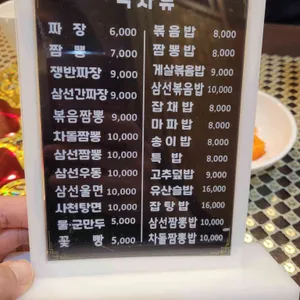 식사류
짜장 6,000
짬뽕 7,000
쟁반짜장 9,000
삼선간짜장 9,000
볶음짬뽕 9,000
차돌짬뽕 10,000
삼선짬뽕 10,000
삼선우동 10,000
삼선울면 10,000
사천탕면 10,000
물·군만두 5,000
꽃빵 5,000
볶음밥 8,000
짬뽕밥 8,000
게살볶음밥 9,000
삼선볶음밥 10,000
잡채밥 8,000
마파밥 8,000
송이밥 8,000
특밥 8,000
고추덮밥 9,000
유산슬밥 16,000
잡탕밥 16,000
삼선짬뽕밥 10,000
차돌짬뽕밥 10,000